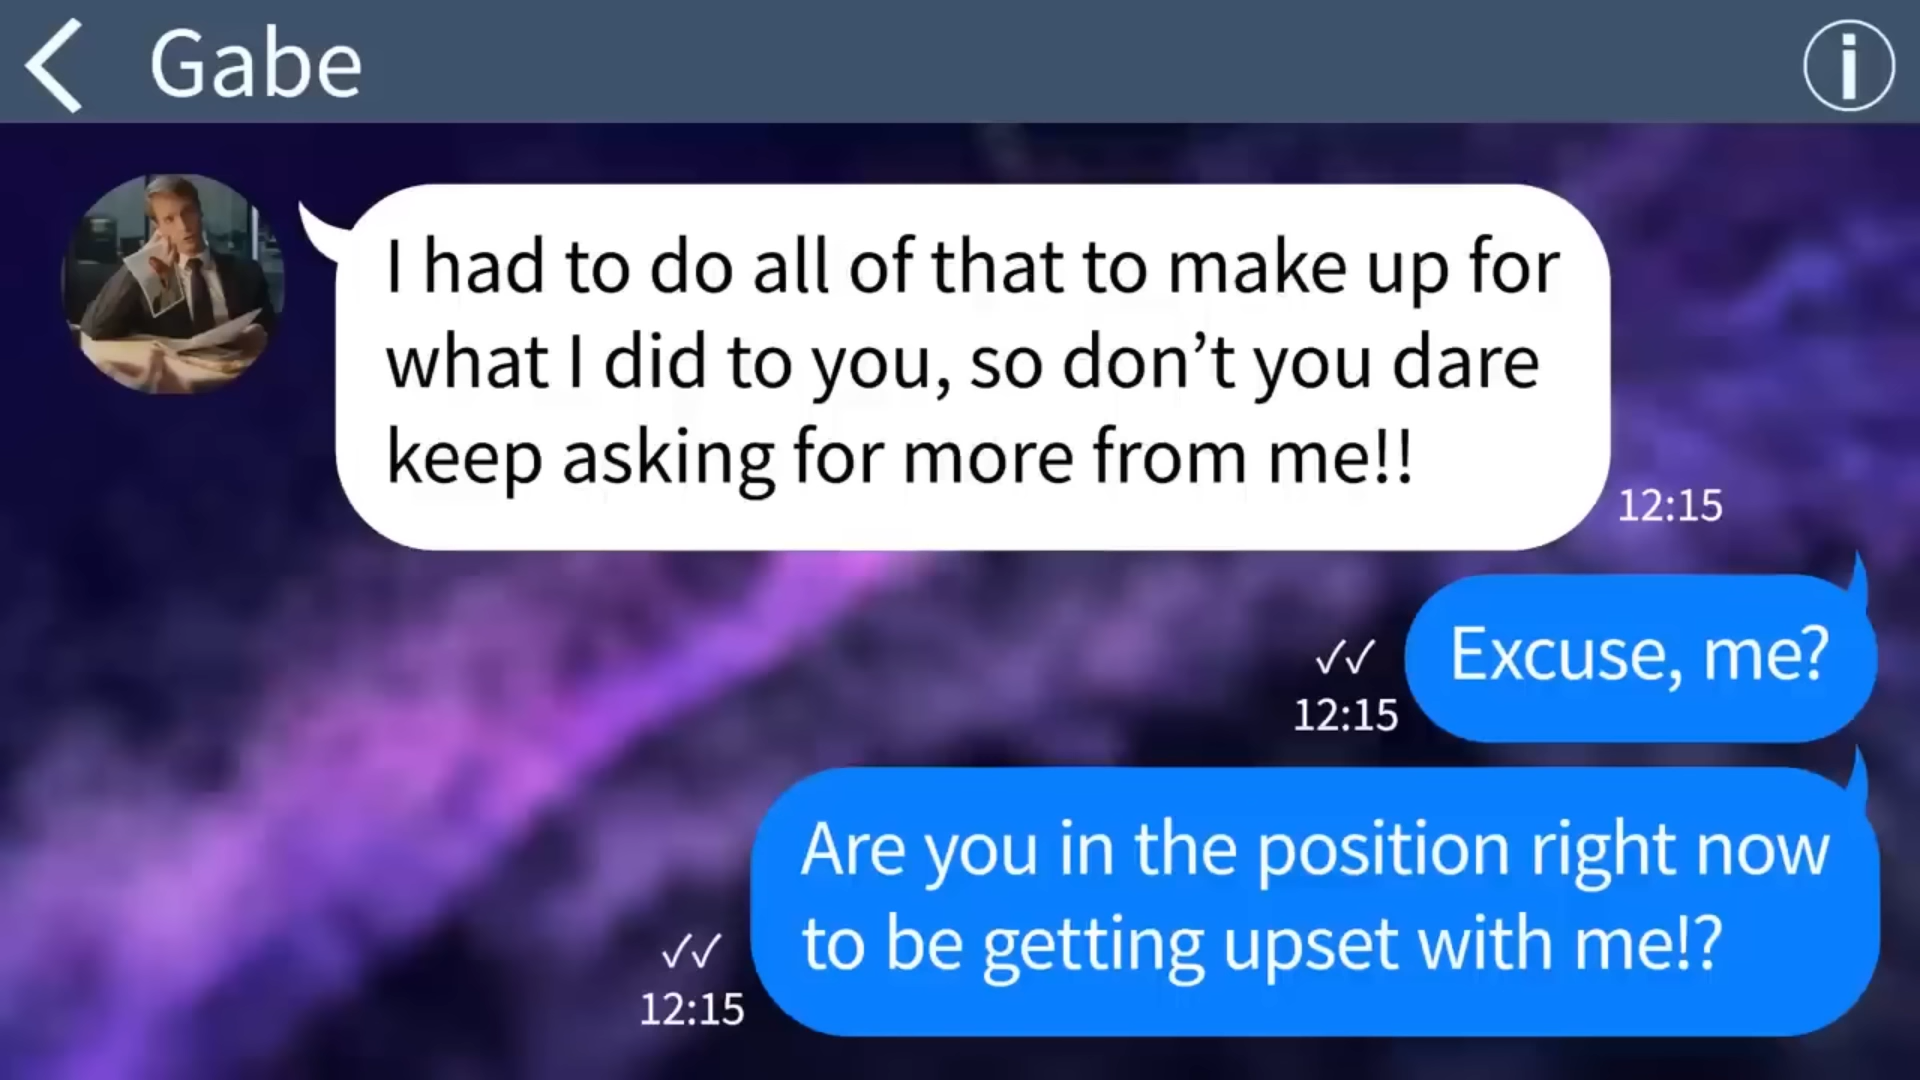 Gabe
I had to do all of that to make up for
what I did to you, so don’t you dare
keep asking for more from me!!
12:15
Excuse, me?
12:15
Are you in the position right now
to be getting upset with me!?
12:15